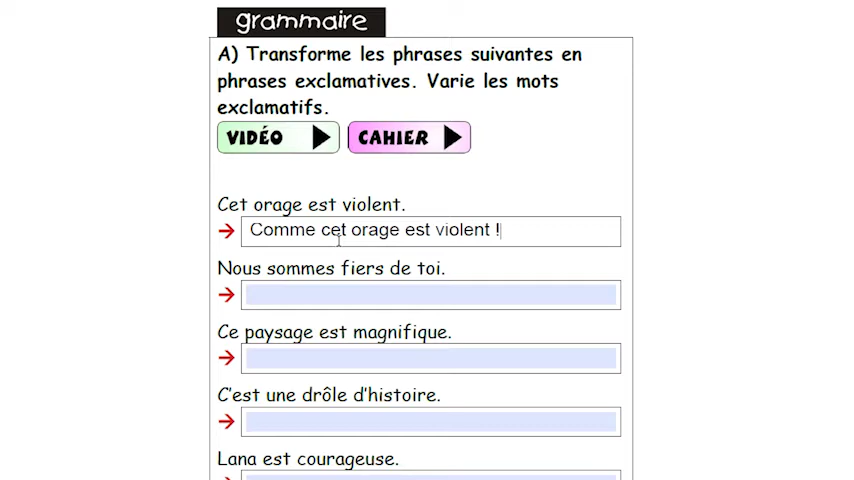 grammaire
A) Transforme les phrases suivantes en
phrases exclamatives. Varie les mots
exclamatifs.
VIDÉO CAHIER
Cet orage est violent.
→ Comme cet orage est violent !
Nous sommes fiers de toi.
→
Ce paysage est magnifique.
→
C'est une drôle d'histoire.
→
Lana est courageuse.